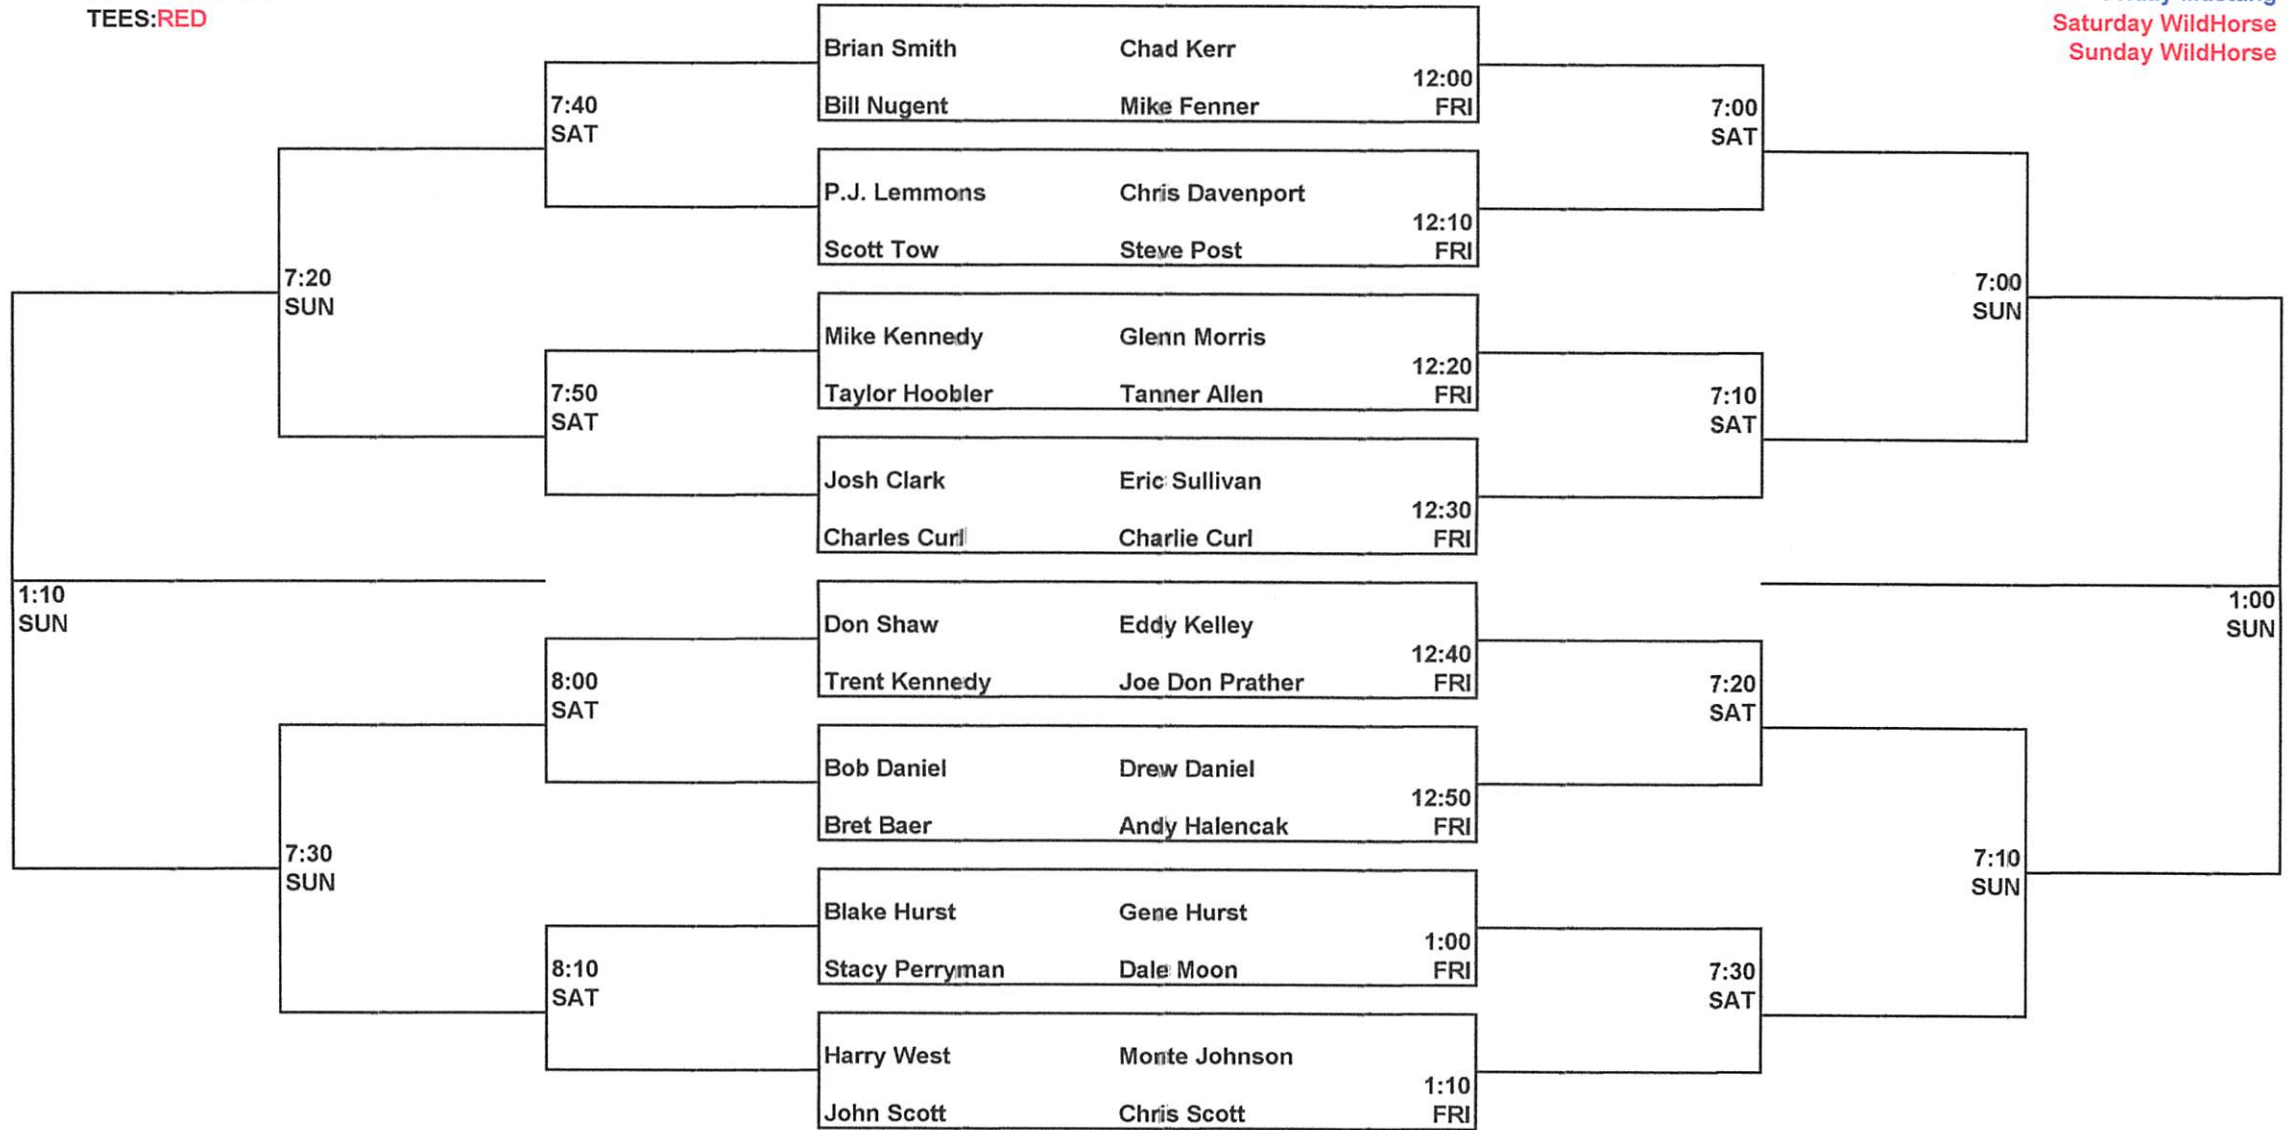 TEES:RED
Saturday WildHorse
Sunday WildHorse
Brian Smith Chad Kerr
12:00
Bill Nugent Mike Fenner FRI
7:40
SAT
7:00
SAT
P.J. Lemmons Chris Davenport
12:10
Scott Tow Steve Post FRI
7:20
SUN
7:00
SUN
Mike Kennedy Glenn Morris
12:20
Taylor Hoobler Tanner Allen FRI
7:50
SAT
7:10
SAT
Josh Clark Eric Sullivan
12:30
Charles Curl Charlie Curl FRI
1:10
SUN
1:00
SUN
Don Shaw Eddy Kelley
12:40
Trent Kennedy Joe Don Prather FRI
8:00
SAT
7:20
SAT
Bob Daniel Drew Daniel
12:50
Bret Baer Andy Halencak FRI
7:30
SUN
7:10
SUN
Blake Hurst Gene Hurst
1:00
Stacy Perryman Dale Moon FRI
8:10
SAT
7:30
SAT
Harry West Monte Johnson
1:10
John Scott Chris Scott FRI